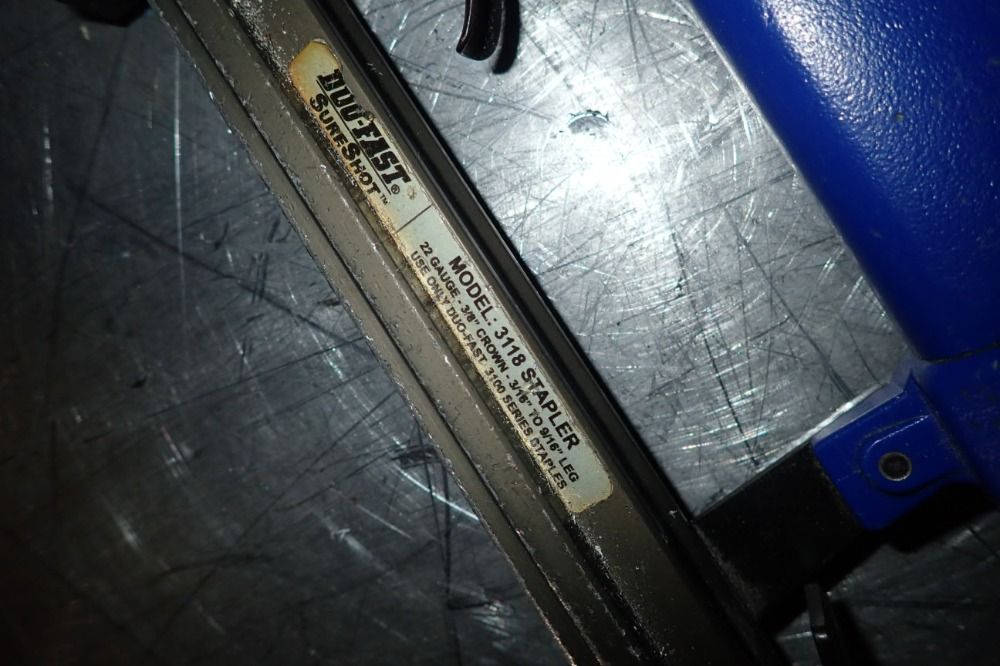 DUO-FAST®
SURESHOT™
MODEL: 3118 STAPLER
22 GAUGE - 3/8" CROWN - 3/16" TO 9/16" LEG
USE ONLY DUO-FAST 3100 SERIES STAPLES